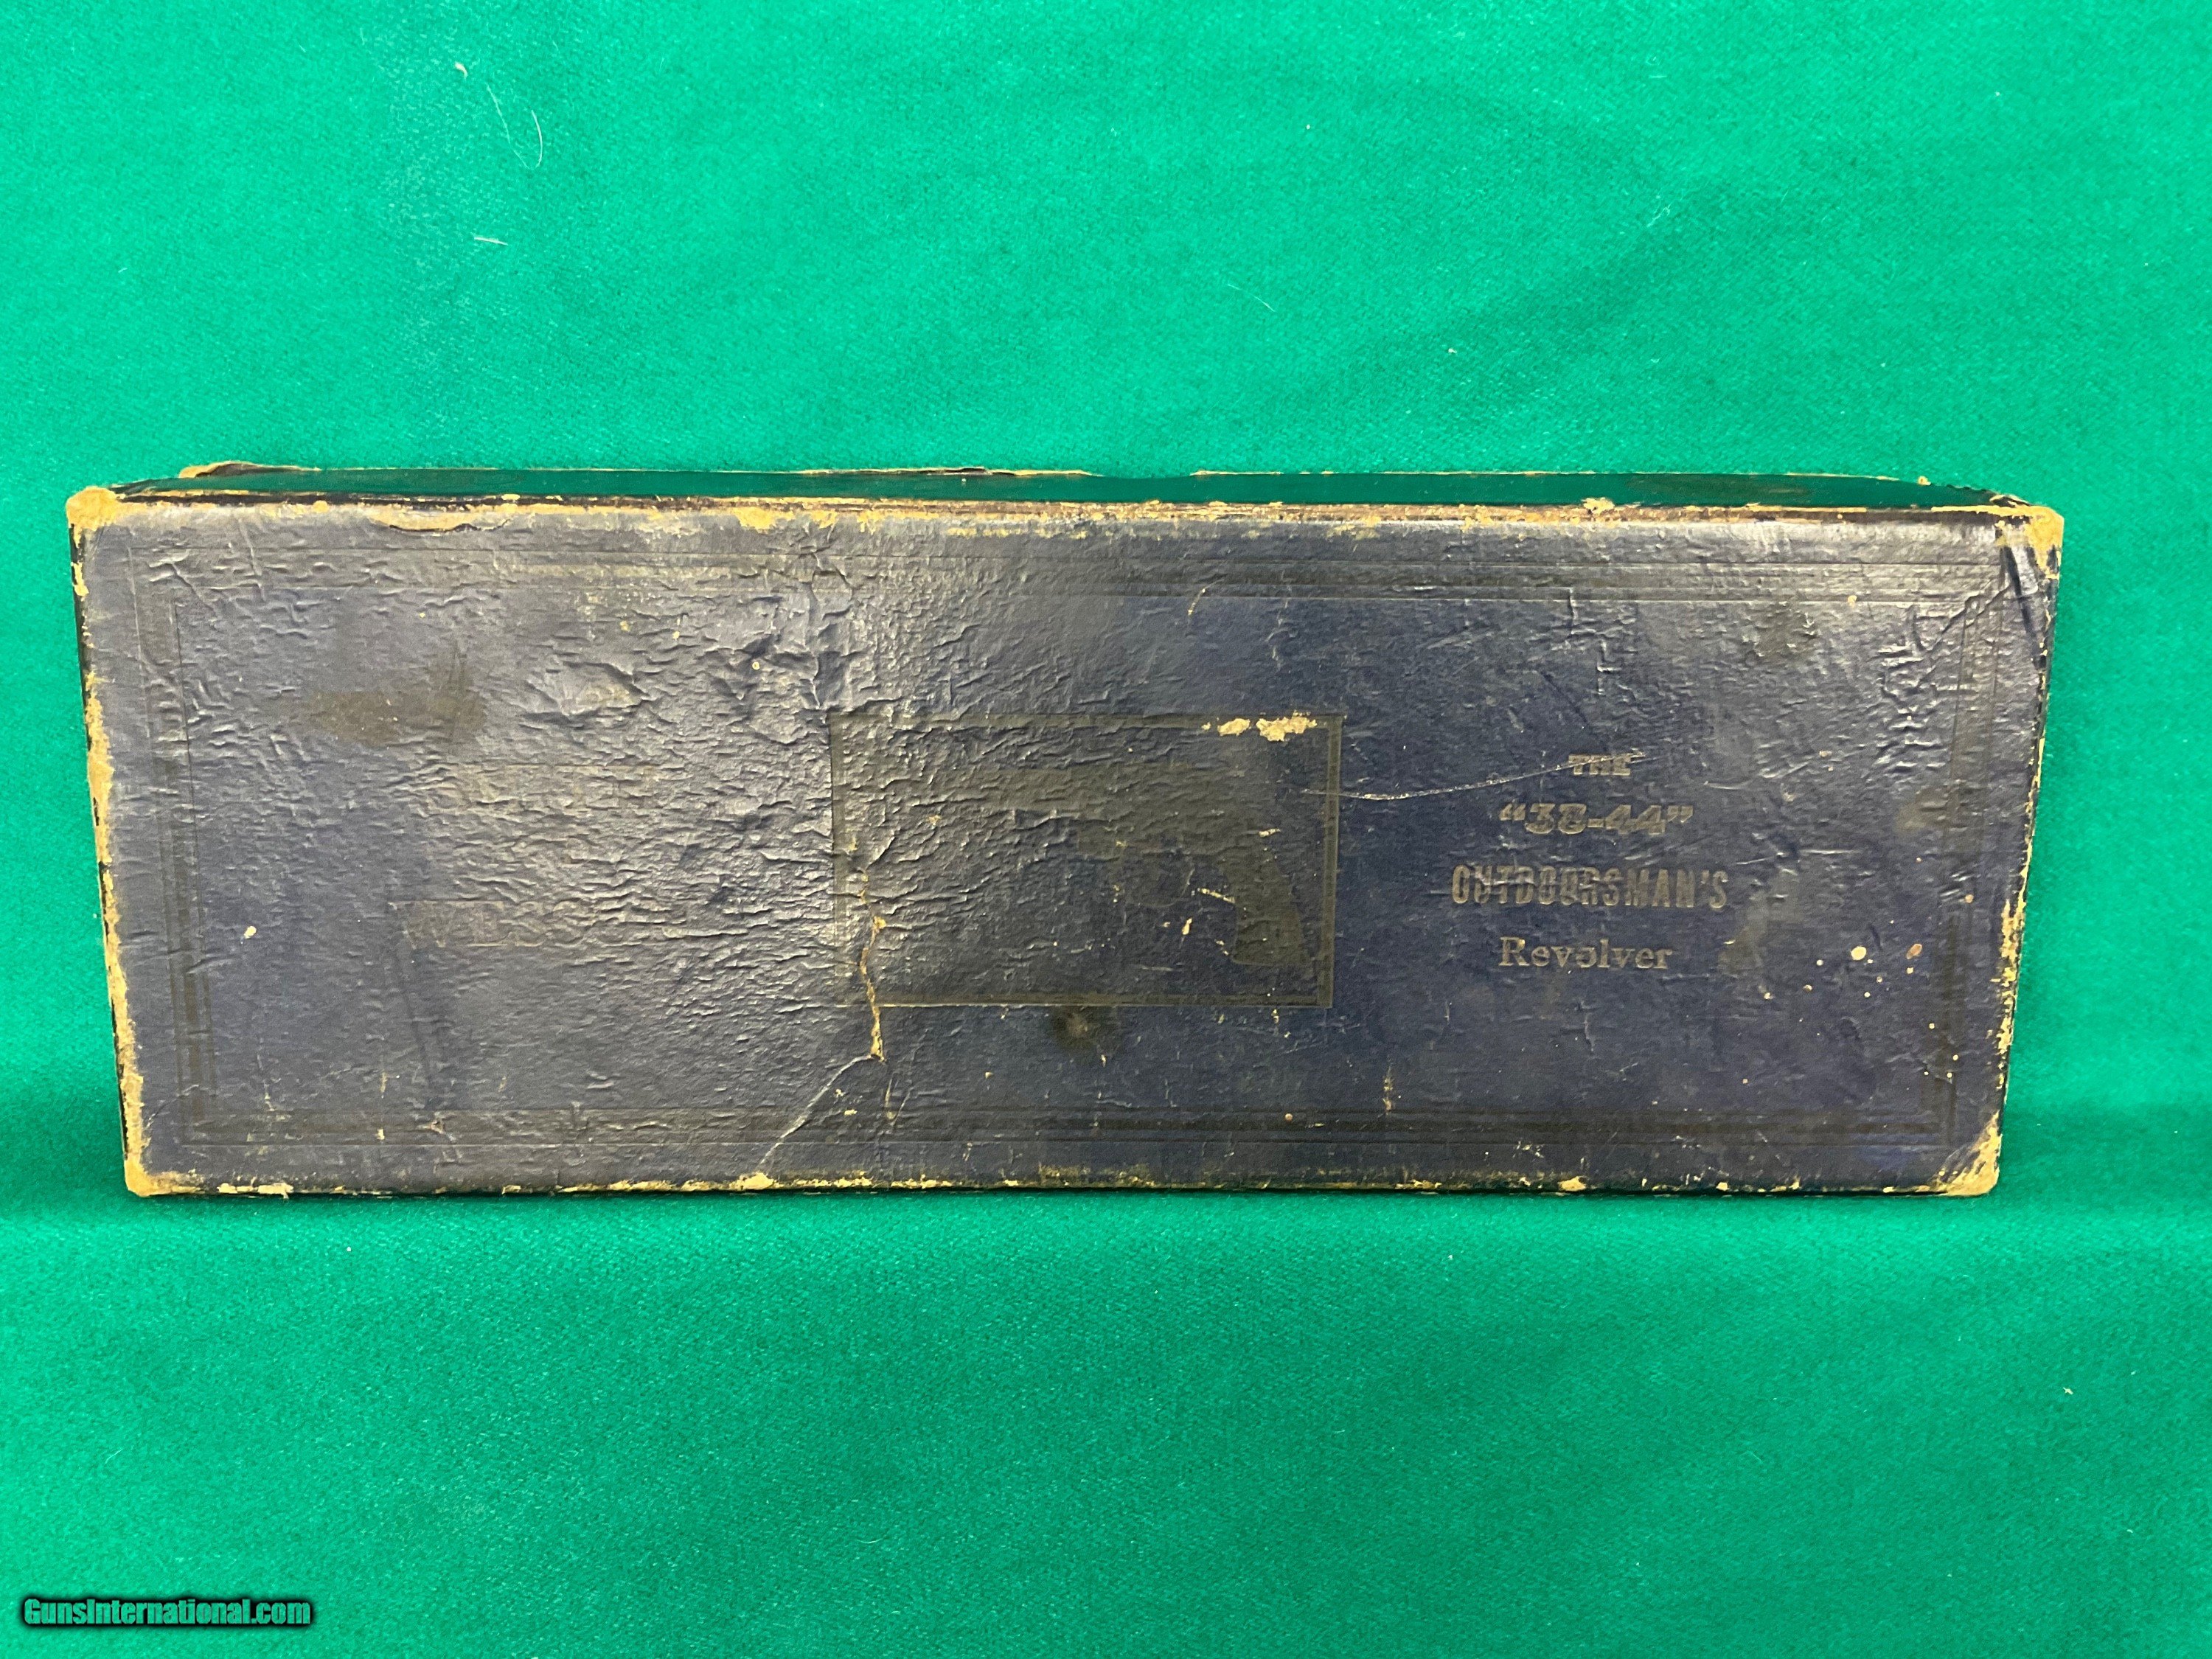 THE
"38-44"
OUTDOORSMAN'S
Revolver
GunsInternational.com